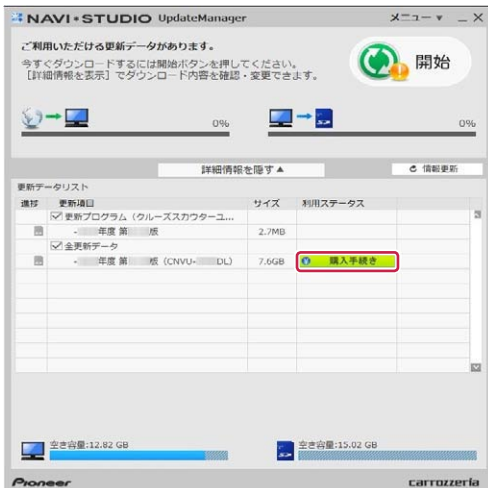 NAVI*STUDIO UpdateManager メニュー ▼ _ X
ご利用いただける更新データがあります。
今すぐダウンロードするには開始ボタンを押してください。
[詳細情報を表示] でダウンロード内容を確認・変更できます。
開始
0% 0%
詳細情報を隠す▲ 情報更新
更新データリスト
進捗 更新項目 サイズ 利用ステータス
更新プログラム (クルーズスカウターユ...
- 年度 第 版 2.7MB
全更新データ
- 年度 第 版 (CNVU- DL) 7.6GB 購入手続き
空き容量:12.82 GB 空き容量:15.02 GB
Pioneer carrozzeria